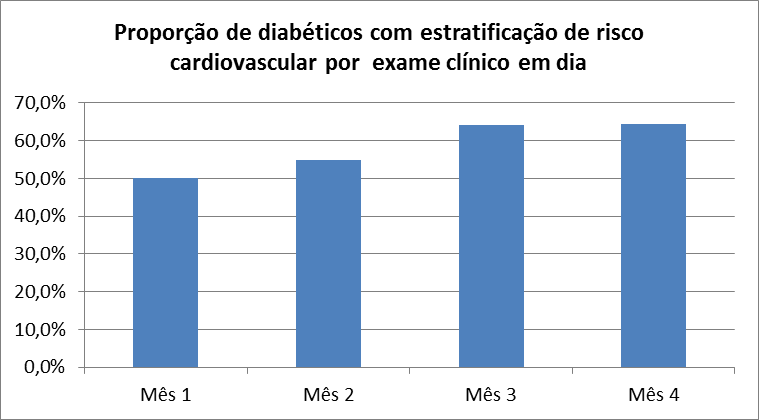 Proporção de diabéticos com estratificação de risco
cardiovascular por  exame clínico em dia
70,0%
60,0%
50,0%
40,0%
30,0%
20,0%
10,0%
0,0%
Mês 1
Mês 2
Mês 3
Mês 4